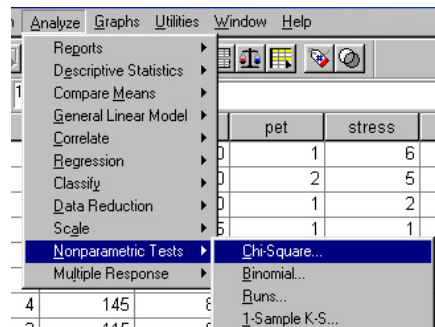 Analyze Graphs Utilities Window Help
Reports
Descriptive Statistics
Compare Means
General Linear Model
Correlate
Regression
Classify
Data Reduction
Scale
Nonparametric Tests
Multiple Response
Chi-Square...
Binomial...
Runs...
1-Sample K-S...
pet stress
1 6
2 5
1 2
1 1
4 145